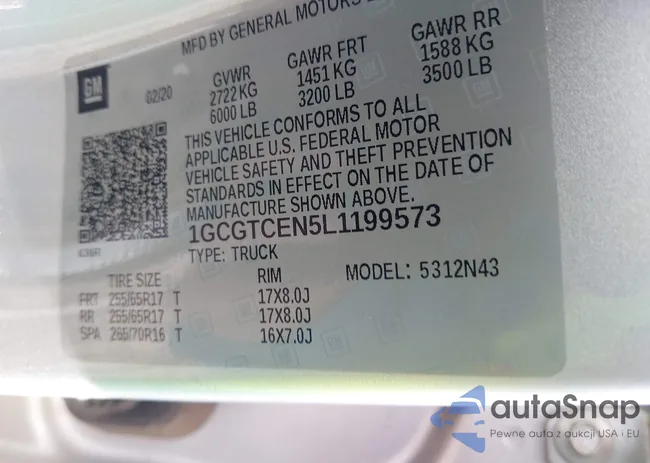 MFD BY GENERAL MOTORS
GM
02/20
GVWR
2722 KG
6000 LB
GAWR FRT
1451 KG
3200 LB
GAWR RR
1588 KG
3500 LB
THIS VEHICLE CONFORMS TO ALL
APPLICABLE U.S. FEDERAL MOTOR
VEHICLE SAFETY AND THEFT PREVENTION
STANDARDS IN EFFECT ON THE DATE OF
MANUFACTURE SHOWN ABOVE.
1GCGTCEN5L1199573
TYPE: TRUCK
MODEL: 5312N43
TIRE SIZE RIM
FRT 255/65R17 T 17X8.0J
RR 255/65R17 T 17X8.0J
SPA 265/70R16 T 16X7.0J
autaSnap
Pewne auta z aukcji USA i EU